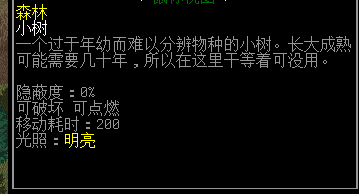 森林
小树
一个过于年幼而难以分辨物种的小树。长大成熟
可能需要几十年，所以在这里干等着可没用。
隐蔽度：0%
可破坏 可点燃
移动耗时：200
光照：明亮